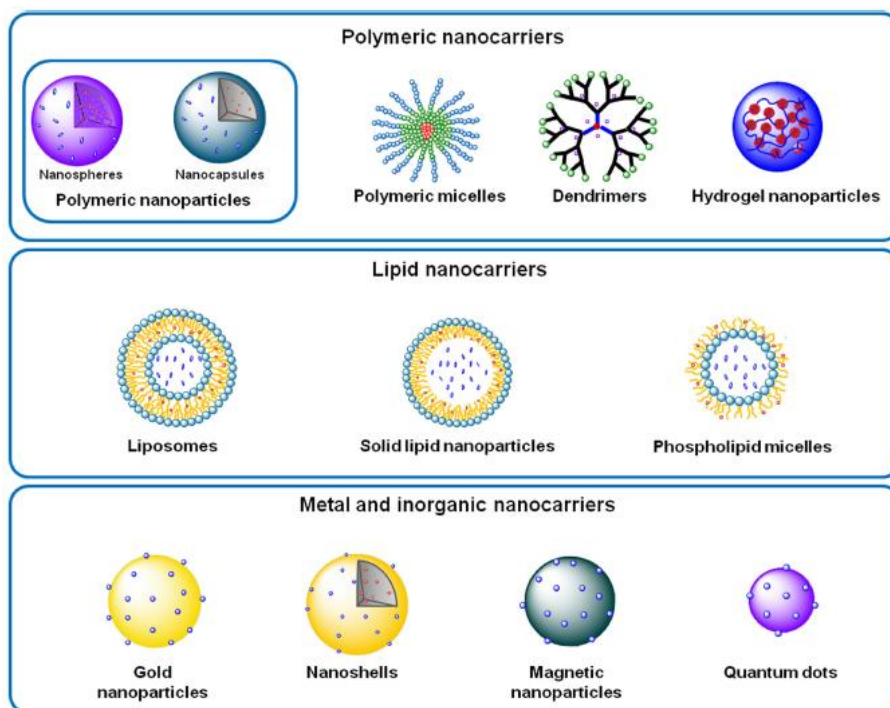 Polymeric nanocarriers
Nanospheres
Nanocapsules
Polymeric nanoparticles
Polymeric micelles
Dendrimers
Hydrogel nanoparticles
Lipid nanocarriers
Liposomes
Solid lipid nanoparticles
Phospholipid micelles
Metal and inorganic nanocarriers
Gold
nanoparticles
Nanoshells
Magnetic
nanoparticles
Quantum dots